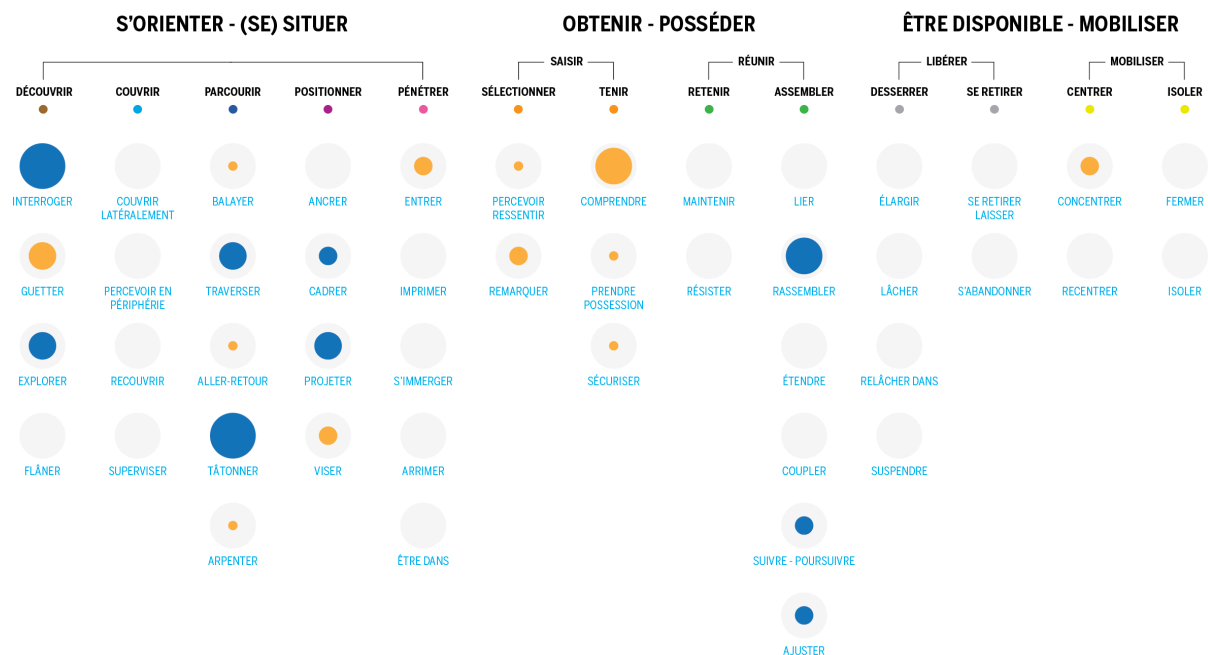 S'ORIENTER - (SE) SITUER
OBTENIR - POSSÉDER
ÊTRE DISPONIBLE - MOBILISER
SAISIR
RÉUNIR
LIBÉRER
MOBILISER
DÉCOUVRIR
COUVRIR
PARCOURIR
POSITIONNER
PÉNÉTRER
SÉLECTIONNER
TENIR
RETENIR
ASSEMBLER
DESSERRER
SE RETIRER
CENTRER
ISOLER
INTERROGER
COUVRIR
LATÉRALEMENT
BALAYER
ANCRER
ENTRER
PERCEVOIR
RESSENTIR
COMPRENDRE
MAINTENIR
LIER
ÉLARGIR
SE RETIRER
LAISSER
CONCENTRER
FERMER
GUETTER
PERCEVOIR EN
PÉRIPHÉRIE
TRAVERSER
CADRER
IMPRIMER
REMARQUER
PRENDRE
POSSESSION
RÉSISTER
RASSEMBLER
LÂCHER
S'ABANDONNER
RECENTRER
ISOLER
EXPLORER
RECOUVRIR
ALLER-RETOUR
PROJETER
S'IMMERGER
SÉCURISER
ÉTENDRE
RELÂCHER DANS
FLÂNER
SUPERVISER
TÂTONNER
VISER
ARRIMER
COUPLER
SUSPENDRE
ARPENTER
ÊTRE DANS
SUIVRE - POURSUIVRE
AJUSTER